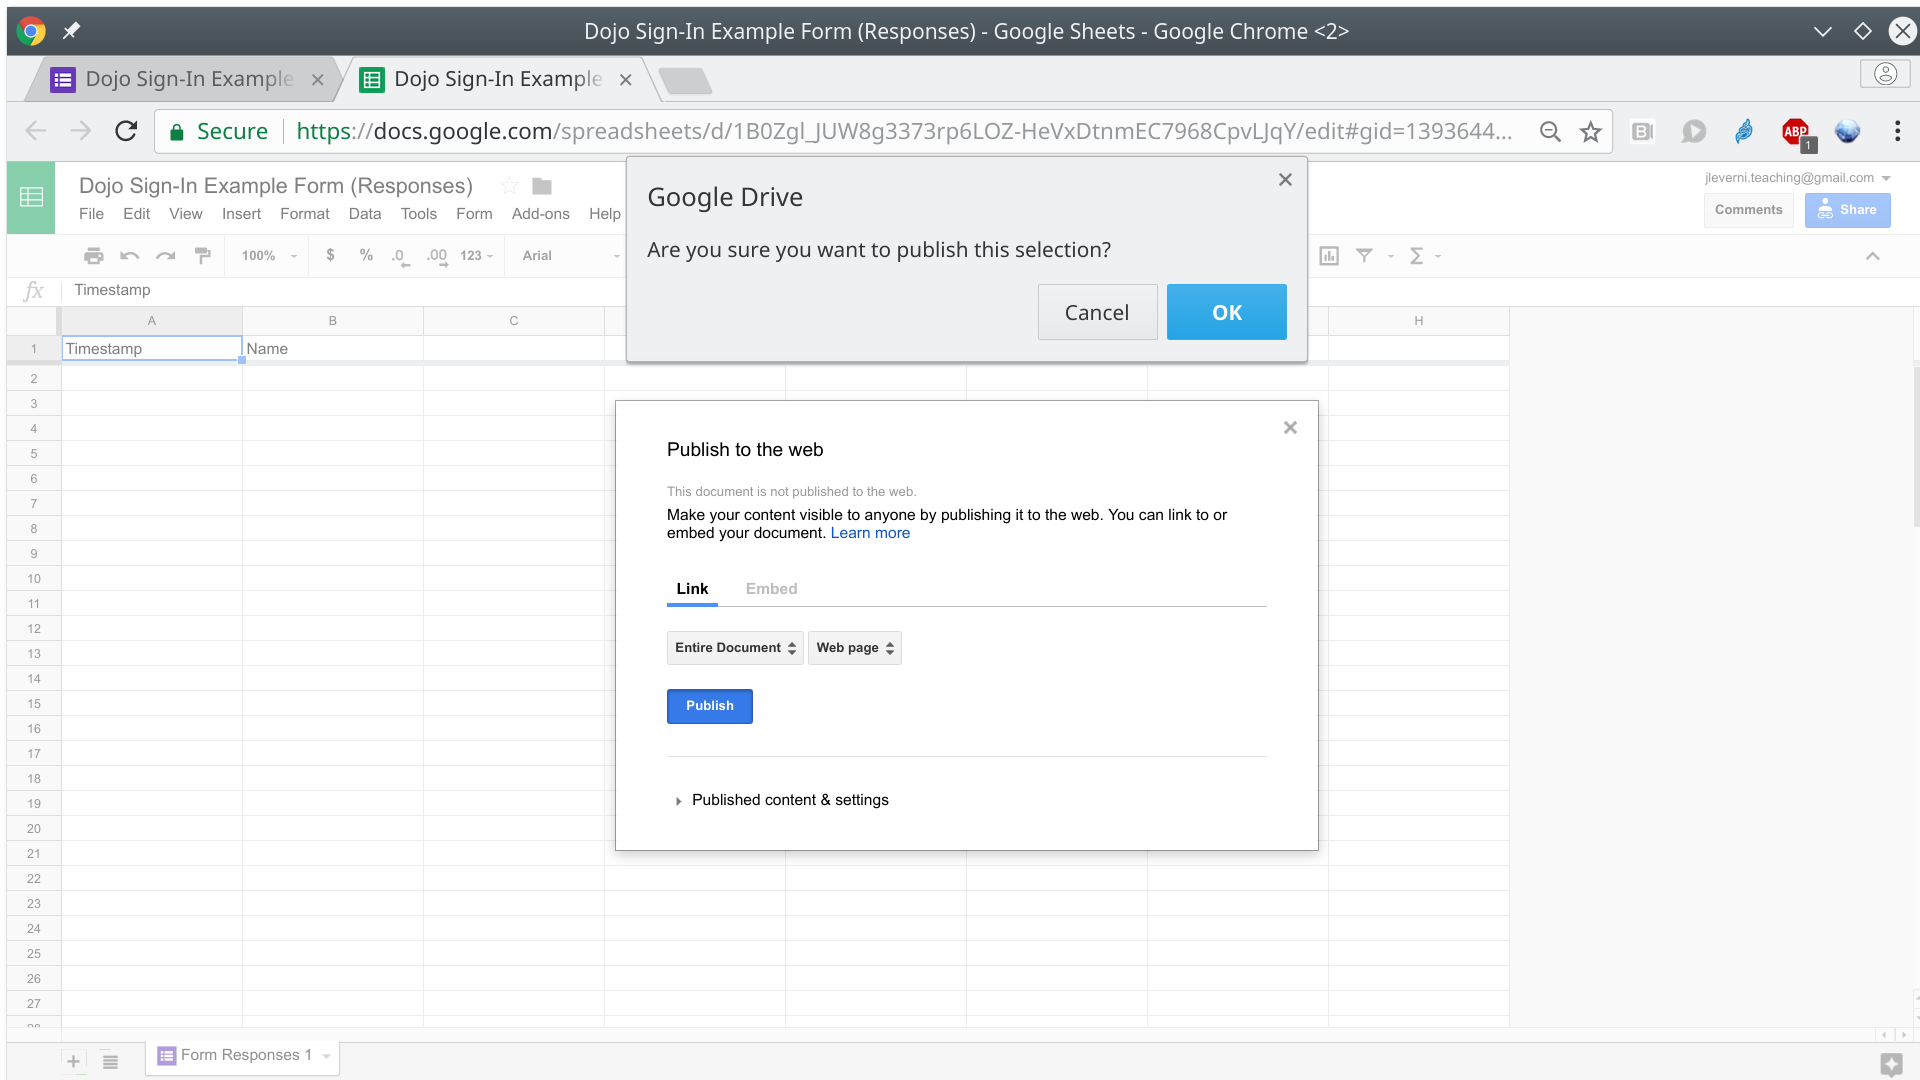 Dojo Sign-In Example Form (Responses) - Google Sheets - Google Chrome <2>
Dojo Sign-In Example
Dojo Sign-In Example
Secure
https://docs.google.com/spreadsheets/d/1B0Zgl_JUW8g3373rp6LOZ-HeVxDtnmEC7968CpvLJqY/edit#gid=1393644...
ABP
1
Dojo Sign-In Example Form (Responses)
jleverni.teaching@gmail.com
File Edit View Insert Format Data Tools Form Add-ons Help
Comments
Share
100%
$ % .0 .00 123
Arial
Σ
fx
Timestamp
Google Drive
Are you sure you want to publish this selection?
Cancel
OK
A B C H
1 Timestamp Name
2
3
4
5
6
7
8
9
10
11
12
13
14
15
16
17
18
19
20
21
22
23
24
25
26
27
28
Publish to the web
This document is not published to the web.
Make your content visible to anyone by publishing it to the web. You can link to or
embed your document. Learn more
Link Embed
Entire Document
Web page
Publish
Published content & settings
Form Responses 1